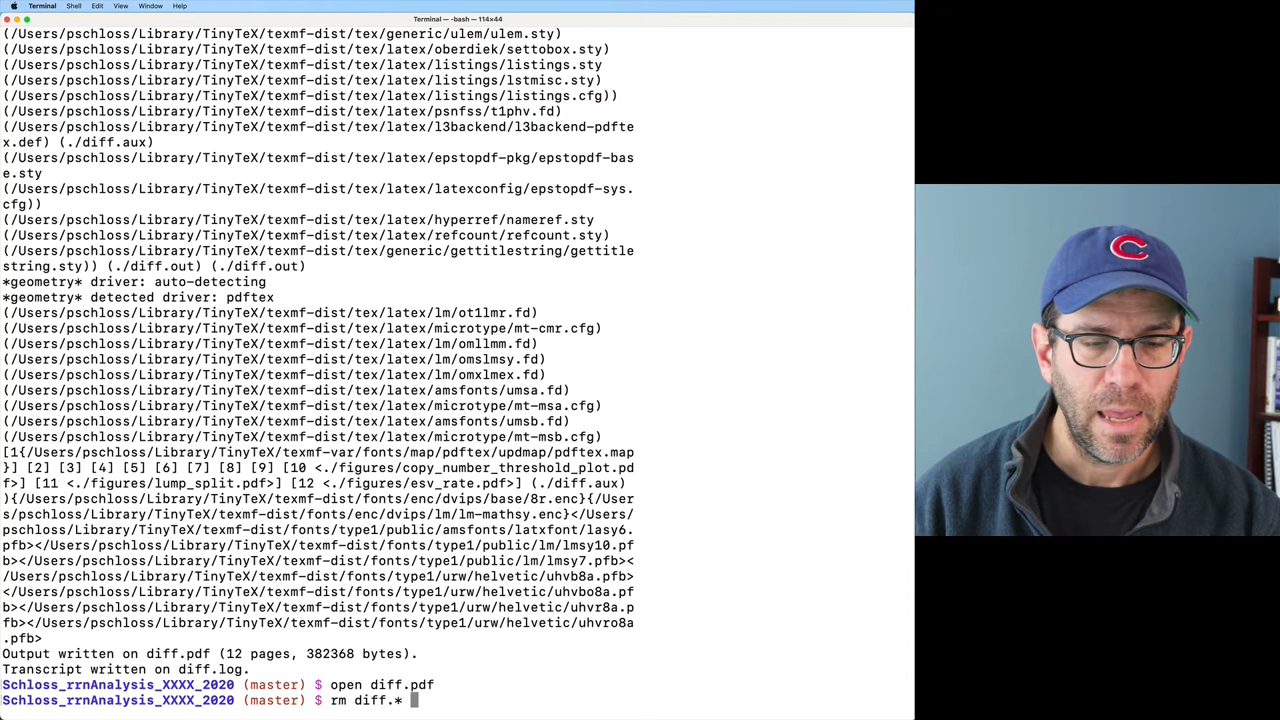 Terminal Shell Edit View Window Help
Terminal — -bash — 114×44
(/Users/pschloss/Library/TinyTeX/texmf-dist/tex/generic/ulem/ulem.sty)
(/Users/pschloss/Library/TinyTeX/texmf-dist/tex/latex/oberdiek/settobox.sty)
(/Users/pschloss/Library/TinyTeX/texmf-dist/tex/latex/listings/listings.sty
(/Users/pschloss/Library/TinyTeX/texmf-dist/tex/latex/listings/lstmisc.sty)
(/Users/pschloss/Library/TinyTeX/texmf-dist/tex/latex/listings/listings.cfg))
(/Users/pschloss/Library/TinyTeX/texmf-dist/tex/latex/psnfss/t1phv.fd)
(/Users/pschloss/Library/TinyTeX/texmf-dist/tex/latex/l3backend/l3backend-pdfte
x.def) (./diff.aux)
(/Users/pschloss/Library/TinyTeX/texmf-dist/tex/latex/epstopdf-pkg/epstopdf-bas
e.sty
(/Users/pschloss/Library/TinyTeX/texmf-dist/tex/latex/latexconfig/epstopdf-sys.
cfg))
(/Users/pschloss/Library/TinyTeX/texmf-dist/tex/latex/hyperref/nameref.sty
(/Users/pschloss/Library/TinyTeX/texmf-dist/tex/latex/refcount/refcount.sty)
(/Users/pschloss/Library/TinyTeX/texmf-dist/tex/generic/gettitlestring/gettitle
string.sty)) (./diff.out) (./diff.out)
*geometry* driver: auto-detecting
*geometry* detected driver: pdftex
(/Users/pschloss/Library/TinyTeX/texmf-dist/tex/latex/lm/ot1lmr.fd)
(/Users/pschloss/Library/TinyTeX/texmf-dist/tex/latex/microtype/mt-cmr.cfg)
(/Users/pschloss/Library/TinyTeX/texmf-dist/tex/latex/lm/omllmm.fd)
(/Users/pschloss/Library/TinyTeX/texmf-dist/tex/latex/lm/omslmsy.fd)
(/Users/pschloss/Library/TinyTeX/texmf-dist/tex/latex/lm/omxlmex.fd)
(/Users/pschloss/Library/TinyTeX/texmf-dist/tex/latex/amsfonts/umsa.fd)
(/Users/pschloss/Library/TinyTeX/texmf-dist/tex/latex/microtype/mt-msa.cfg)
(/Users/pschloss/Library/TinyTeX/texmf-dist/tex/latex/amsfonts/umsb.fd)
(/Users/pschloss/Library/TinyTeX/texmf-dist/tex/latex/microtype/mt-msb.cfg)
[1{/Users/pschloss/Library/TinyTeX/texmf-var/fonts/map/pdftex/updmap/pdftex.map
}] [2] [3] [4] [5] [6] [7] [8] [9] [10 <./figures/copy_number_threshold_plot.pd
f>] [11 <./figures/lump_split.pdf>] [12 <./figures/esv_rate.pdf>] (./diff.aux)
){/Users/pschloss/Library/TinyTeX/texmf-dist/fonts/enc/dvips/base/8r.enc}{/User
s/pschloss/Library/TinyTeX/texmf-dist/fonts/enc/dvips/lm/lm-mathsy.enc}</Users/
pschloss/Library/TinyTeX/texmf-dist/fonts/type1/public/amsfonts/latxfont/lasy6.
pfb></Users/pschloss/Library/TinyTeX/texmf-dist/fonts/type1/public/lm/lmsy10.pf
b></Users/pschloss/Library/TinyTeX/texmf-dist/fonts/type1/public/lm/lmsy7.pfb><
/Users/pschloss/Library/TinyTeX/texmf-dist/fonts/type1/urw/helvetic/uhvb8a.pfb>
</Users/pschloss/Library/TinyTeX/texmf-dist/fonts/type1/urw/helvetic/uhvbo8a.pf
b></Users/pschloss/Library/TinyTeX/texmf-dist/fonts/type1/urw/helvetic/uhvr8a.p
fb></Users/pschloss/Library/TinyTeX/texmf-dist/fonts/type1/urw/helvetic/uhvro8a
.pfb>
Output written on diff.pdf (12 pages, 382368 bytes).
Transcript written on diff.log.
Schloss_rrnAnalysis_XXXX_2020 (master) $ open diff.pdf
Schloss_rrnAnalysis_XXXX_2020 (master) $ rm diff.*
C